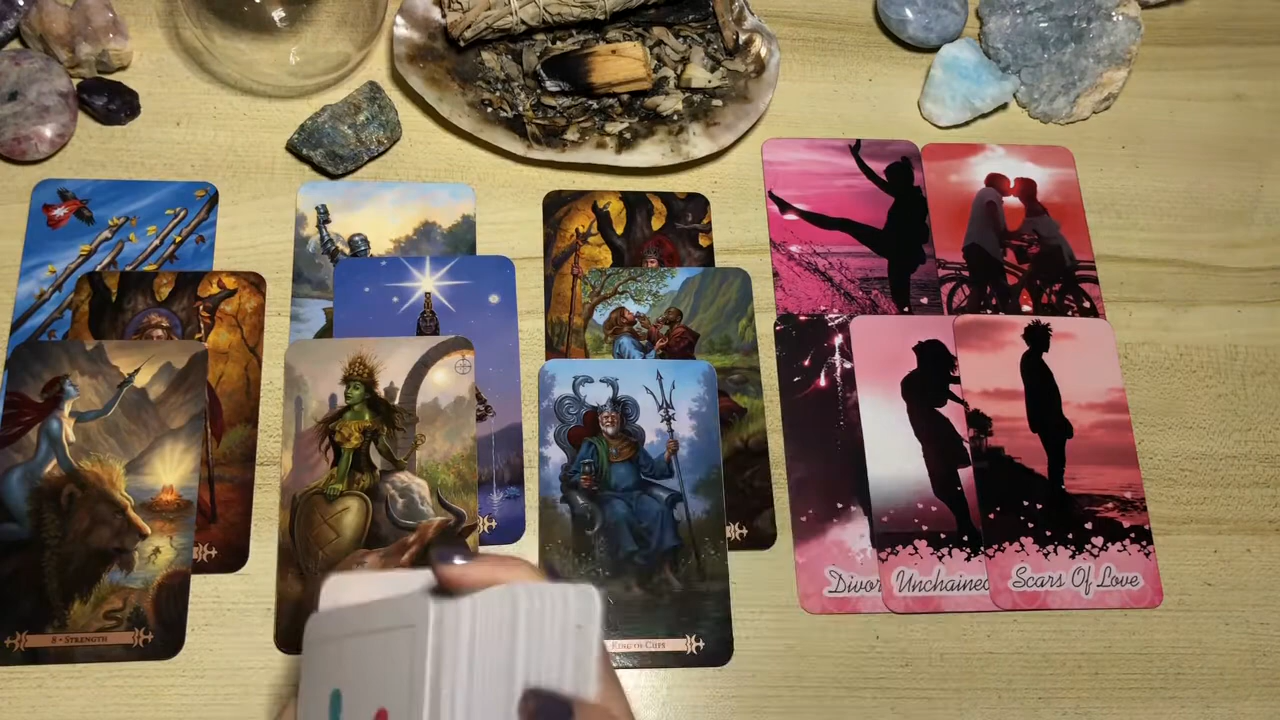 8 • STRENGTH
KING OF CUPS
Divor
Unchained
Scars Of Love